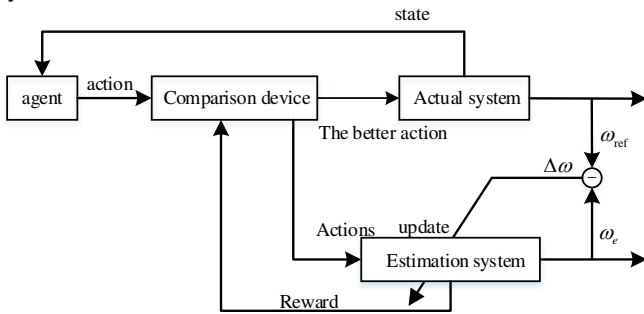 state
agent
action
Comparison device
Actual system
The better action
ω_ref
Δω
−
Actions
update
ω_e
Estimation system
Reward